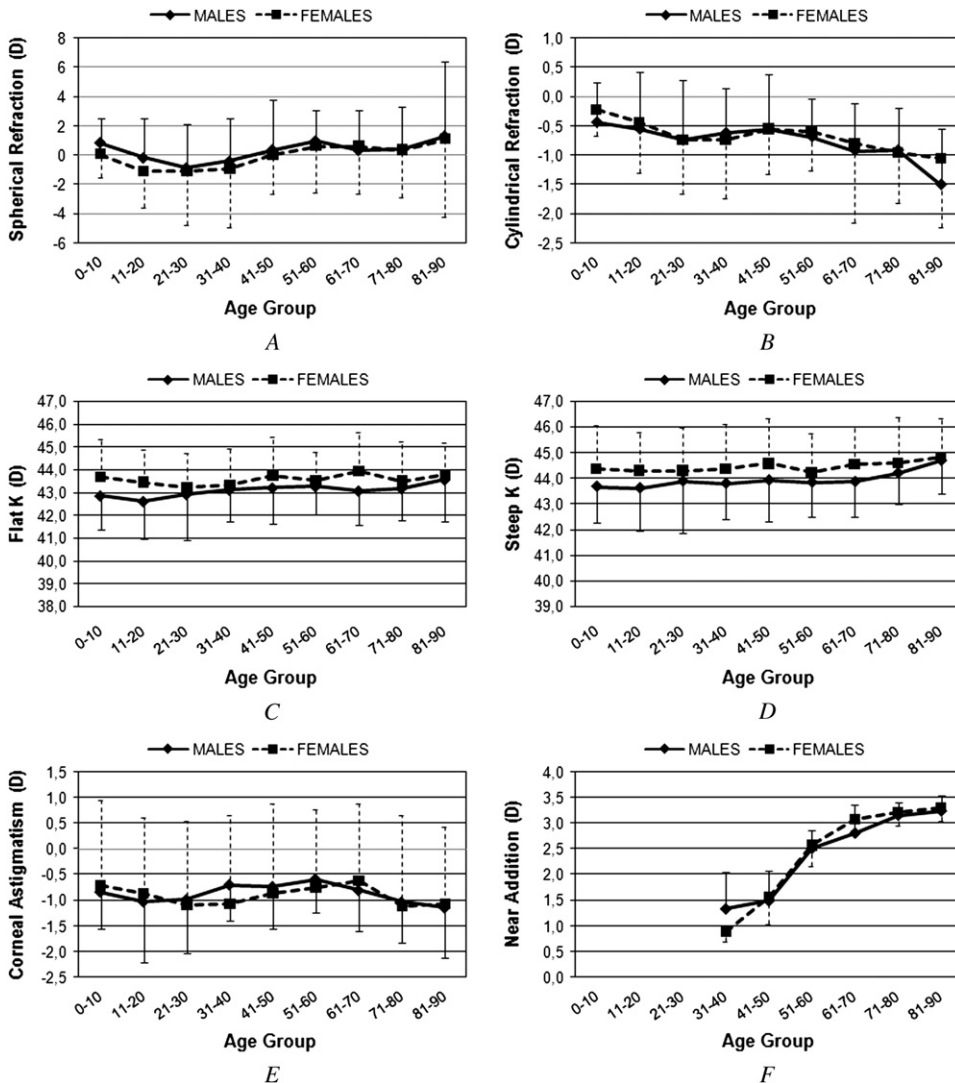 MALES FEMALES
Spherical Refraction (D)
8
6
4
2
0
-2
-4
-6
0-10 11-20 21-30 31-40 41-50 51-60 61-70 71-80 81-90
Age Group
A
MALES FEMALES
Cylindrical Refraction (D)
1,0
0,5
0,0
-0,5
-1,0
-1,5
-2,0
-2,5
0-10 11-20 21-30 31-40 41-50 51-60 61-70 71-80 81-90
Age Group
B
MALES FEMALES
Flat K (D)
47,0
46,0
45,0
44,0
43,0
42,0
41,0
40,0
39,0
38,0
0-10 11-20 21-30 31-40 41-50 51-60 61-70 71-80 81-90
Age Group
C
MALES FEMALES
Steep K (D)
47,0
46,0
45,0
44,0
43,0
42,0
41,0
40,0
39,0
0-10 11-20 21-30 31-40 41-50 51-60 61-70 71-80 81-90
Age Group
D
MALES FEMALES
Corneal Astigmatism (D)
1,5
1,0
0,5
0,0
-0,5
-1,0
-1,5
-2,0
-2,5
0-10 11-20 21-30 31-40 41-50 51-60 61-70 71-80 81-90
Age Group
E
MALES FEMALES
Near Addition (D)
4,0
3,5
3,0
2,5
2,0
1,5
1,0
0,5
0,0
0-10 11-20 21-30 31-40 41-50 51-60 61-70 71-80 81-90
Age Group
F